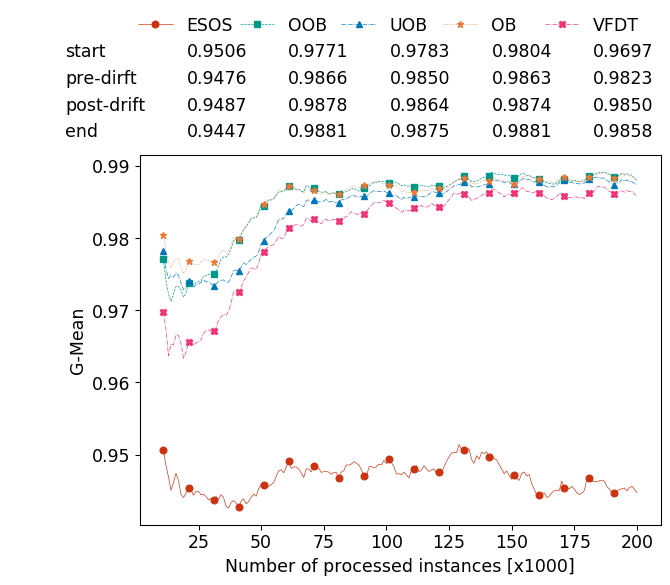 ESOS OOB UOB OB VFDT
start 0.9506 0.9771 0.9783 0.9804 0.9697
pre-dirft 0.9476 0.9866 0.9850 0.9863 0.9823
post-drift 0.9487 0.9878 0.9864 0.9874 0.9850
end 0.9447 0.9881 0.9875 0.9881 0.9858
0.99
0.98
0.97
0.96
0.95
G-Mean
25 50 75 100 125 150 175 200
Number of processed instances [x1000]